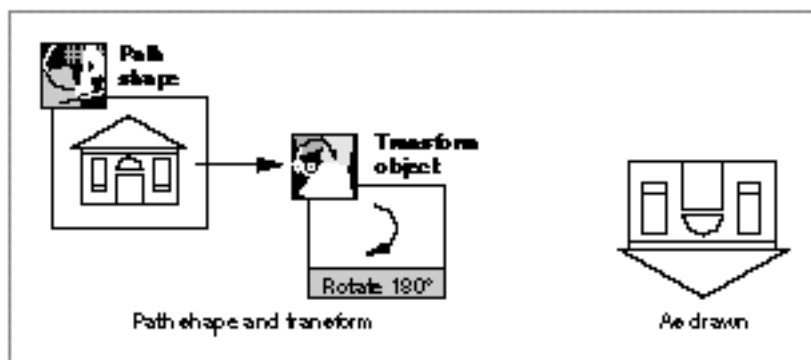 Path
shape
Transform
object
Rotate 180°
Path shape and transform
As drawn